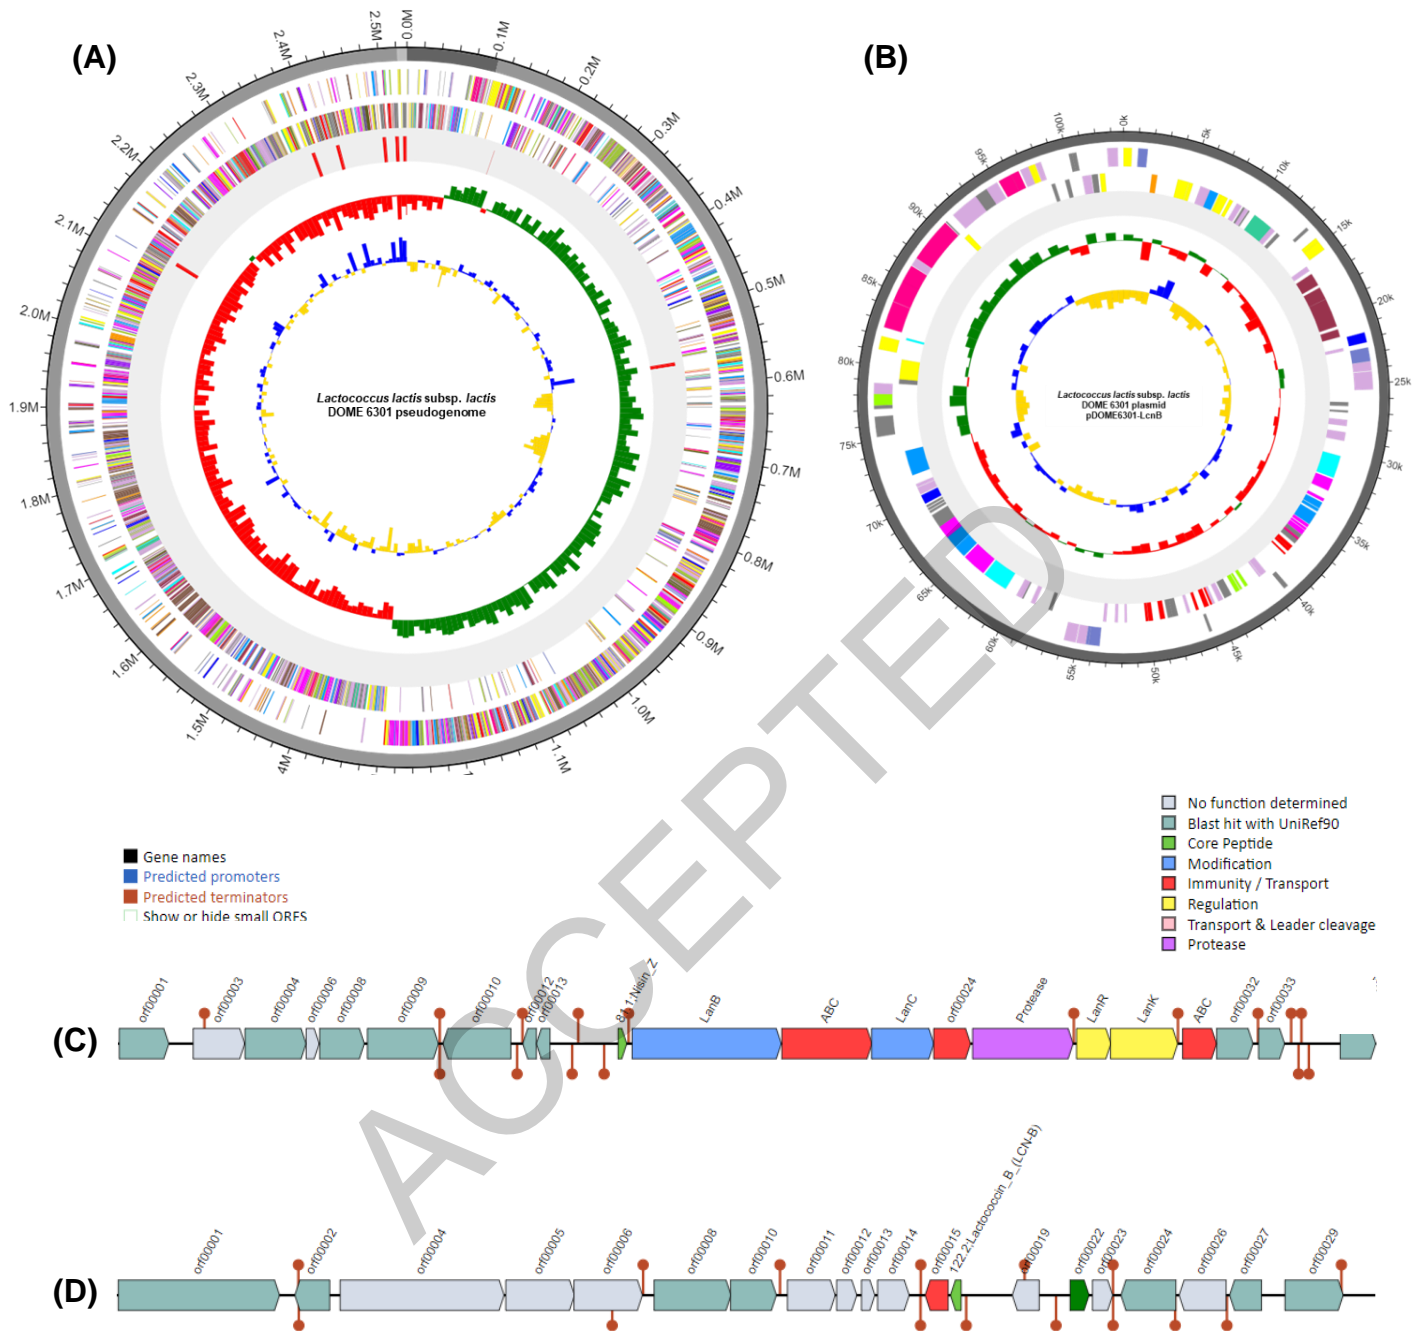 (A)
(B)
0.0M
0.1M
0.2M
0.3M
0.4M
0.5M
0.6M
0.7M
0.8M
0.9M
1.0M
1.1M
4M
1.5M
1.6M
1.7M
1.8M
1.9M
2.0M
2.1M
2.2M
2.3M
2.4M
2.5M
Lactococcus lactis subsp. lactis
DOME 6301 pseudogenome
0k
5k
10k
15k
20k
25k
30k
35k
40k
45k
50k
55k
60k
65k
70k
75k
80k
85k
90k
95k
100k
Lactococcus lactis subsp. lactis
DOME 6301 plasmid
pDOME6301-LcnB
ACCEPTED
No function determined
Blast hit with UniRef90
Core Peptide
Modification
Immunity / Transport
Regulation
Transport & Leader cleavage
Protease
Gene names
Predicted promoters
Predicted terminators
Show or hide small ORFS
(C)
orf00001
orf00003
orf00004
orf00006
orf00008
orf00009
orf00010
orf00012
orf00013
1:Nisin_Z
LanB
ABC
LanC
orf00024
Protease
LanR
LanK
ABC
orf00032
orf00033
(D)
orf00001
orf00002
orf00004
orf00005
orf00006
orf00008
orf00010
orf00011
orf00012
orf00013
orf00014
orf00015
122.2:Lactococcin_B_(LCN-B)
orf00019
orf00022
orf00023
orf00024
orf00026
orf00027
orf00029